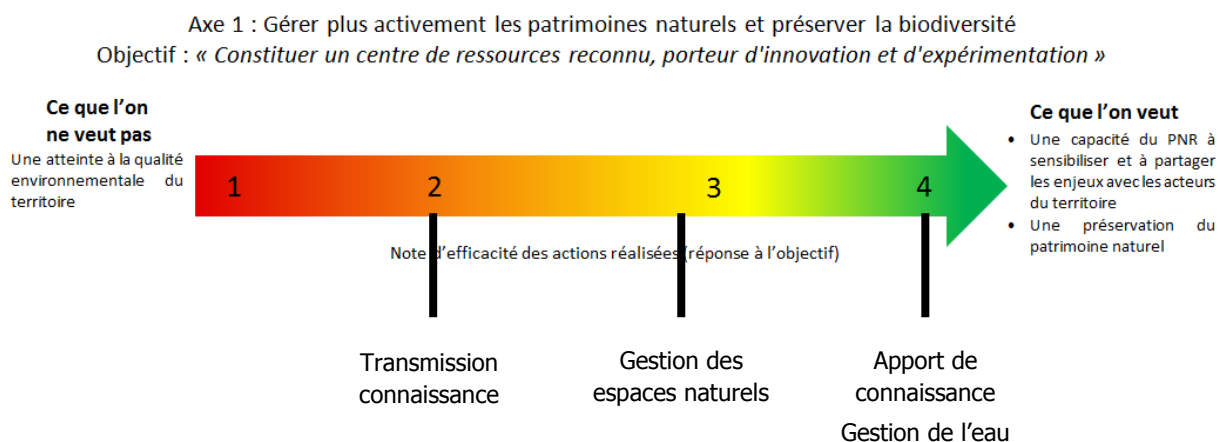 Axe 1 : Gérer plus activement les patrimoines naturels et préserver la biodiversité
Objectif : « Constituer un centre de ressources reconnu, porteur d'innovation et d'expérimentation »
Ce que l'on
ne veut pas
Une atteinte à la qualité
environnementale du
territoire
1
2
3
4
Ce que l'on veut
• Une capacité du PNR à
sensibiliser et à partager
les enjeux avec les acteurs
du territoire
• Une préservation du
patrimoine naturel
Note d'efficacité des actions réalisées (réponse à l'objectif)
Transmission
connaissance
Gestion des
espaces naturels
Apport de
connaissance
Gestion de l'eau